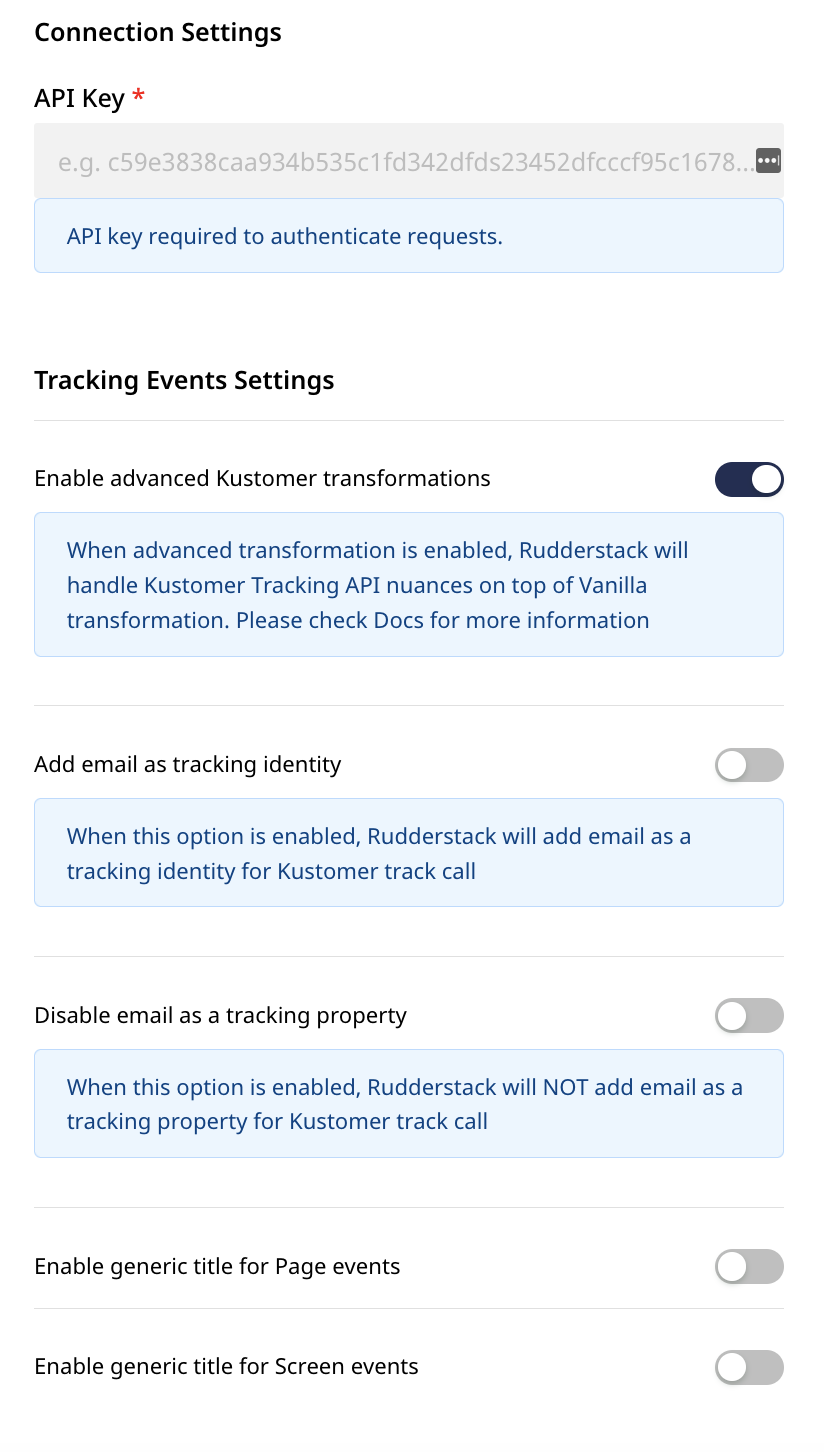 Connection Settings
API Key *
e.g. c59e3838caa934b535c1fd342dfds23452dfcccf95c1678...
API key required to authenticate requests.
Tracking Events Settings
Enable advanced Kustomer transformations
When advanced transformation is enabled, Rudderstack will
handle Kustomer Tracking API nuances on top of Vanilla
transformation. Please check Docs for more information
Add email as tracking identity
When this option is enabled, Rudderstack will add email as a
tracking identity for Kustomer track call
Disable email as a tracking property
When this option is enabled, Rudderstack will NOT add email as a
tracking property for Kustomer track call
Enable generic title for Page events
Enable generic title for Screen events